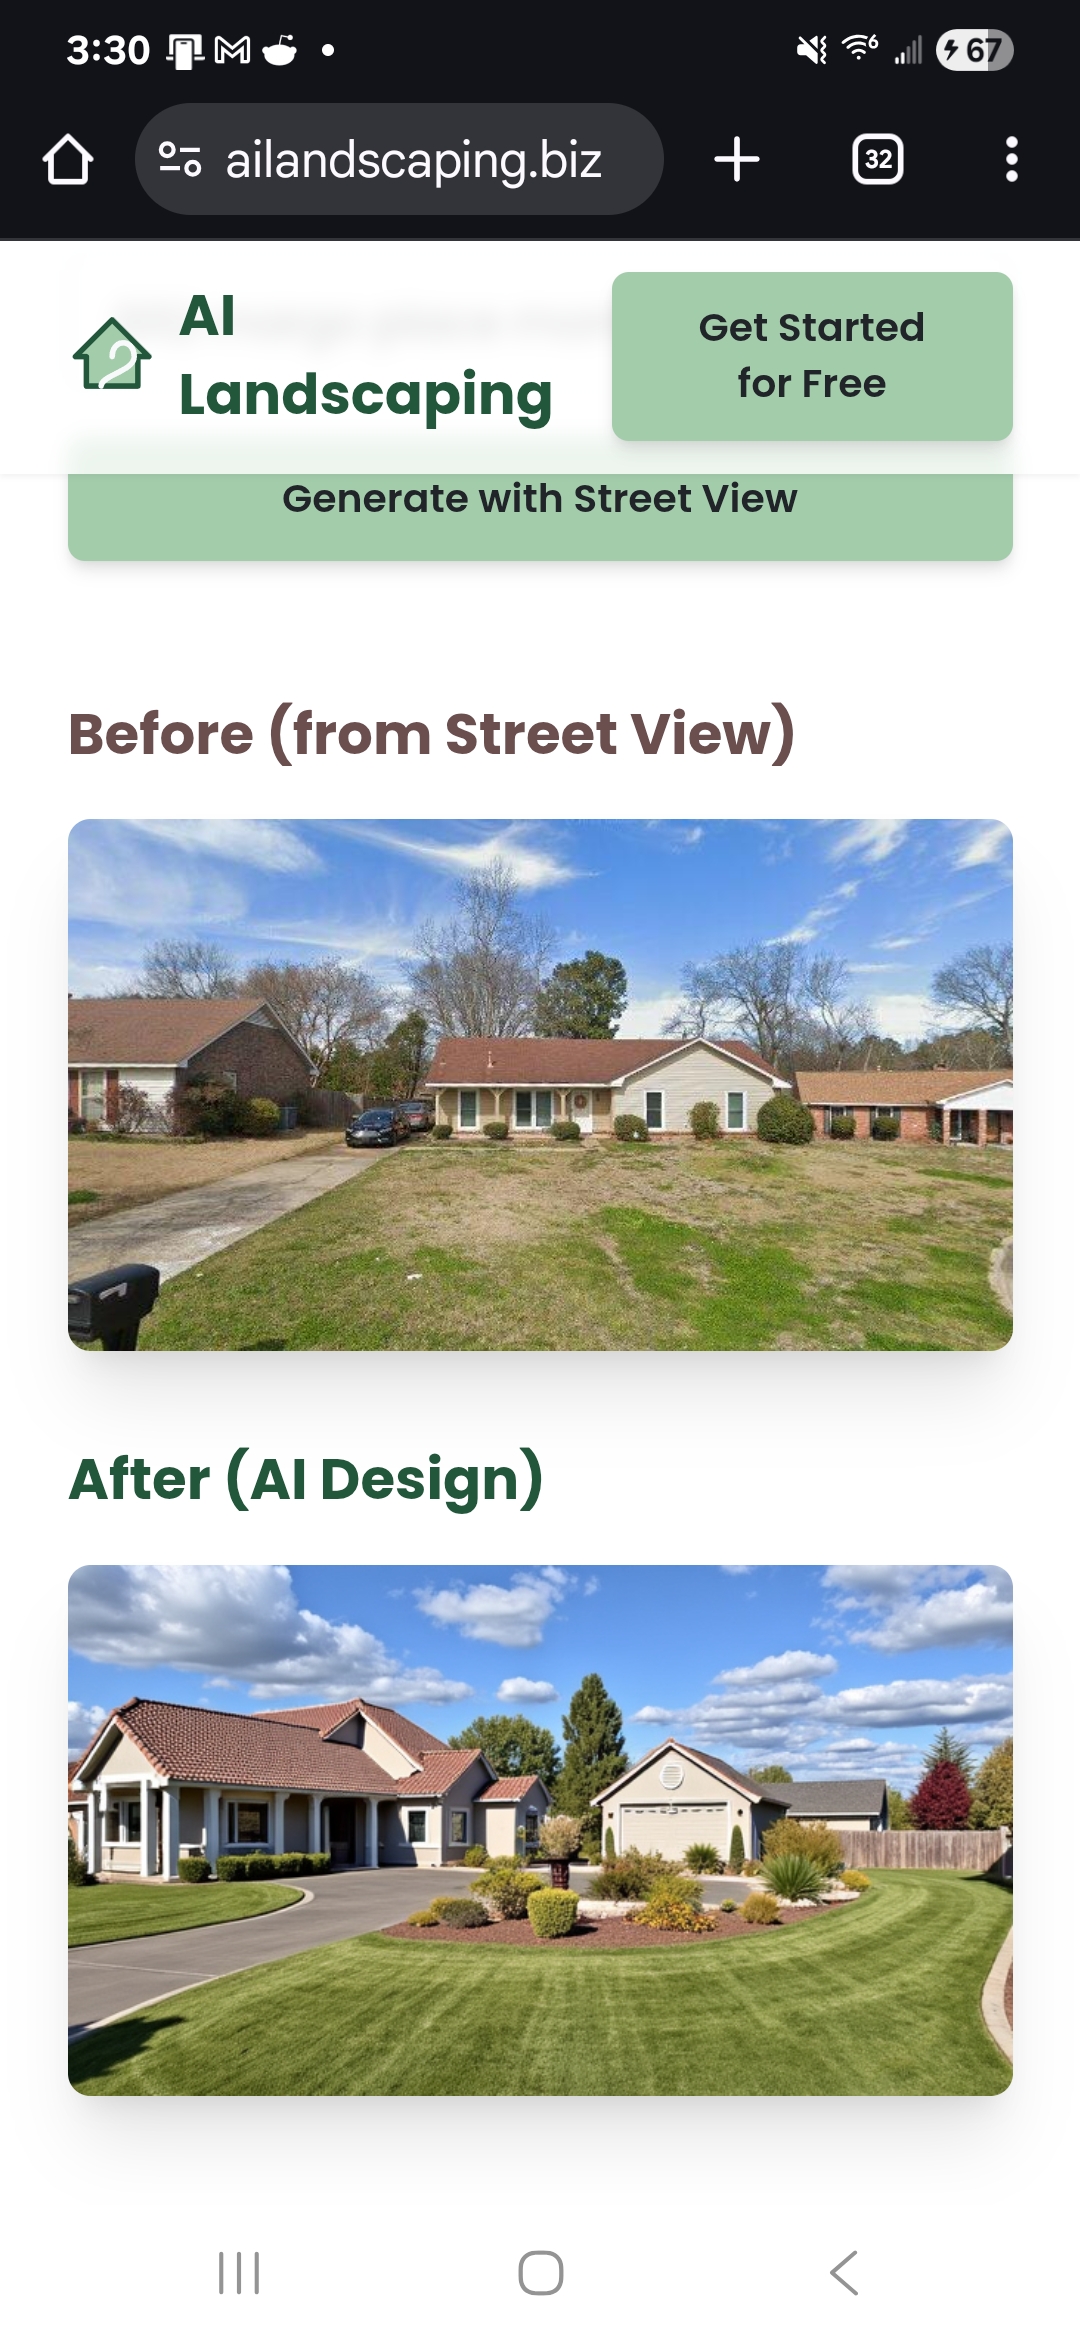 3:30
67
ailandscaping.biz
32
AI
Landscaping
Get Started
for Free
Generate with Street View
Before (from Street View)
After (AI Design)